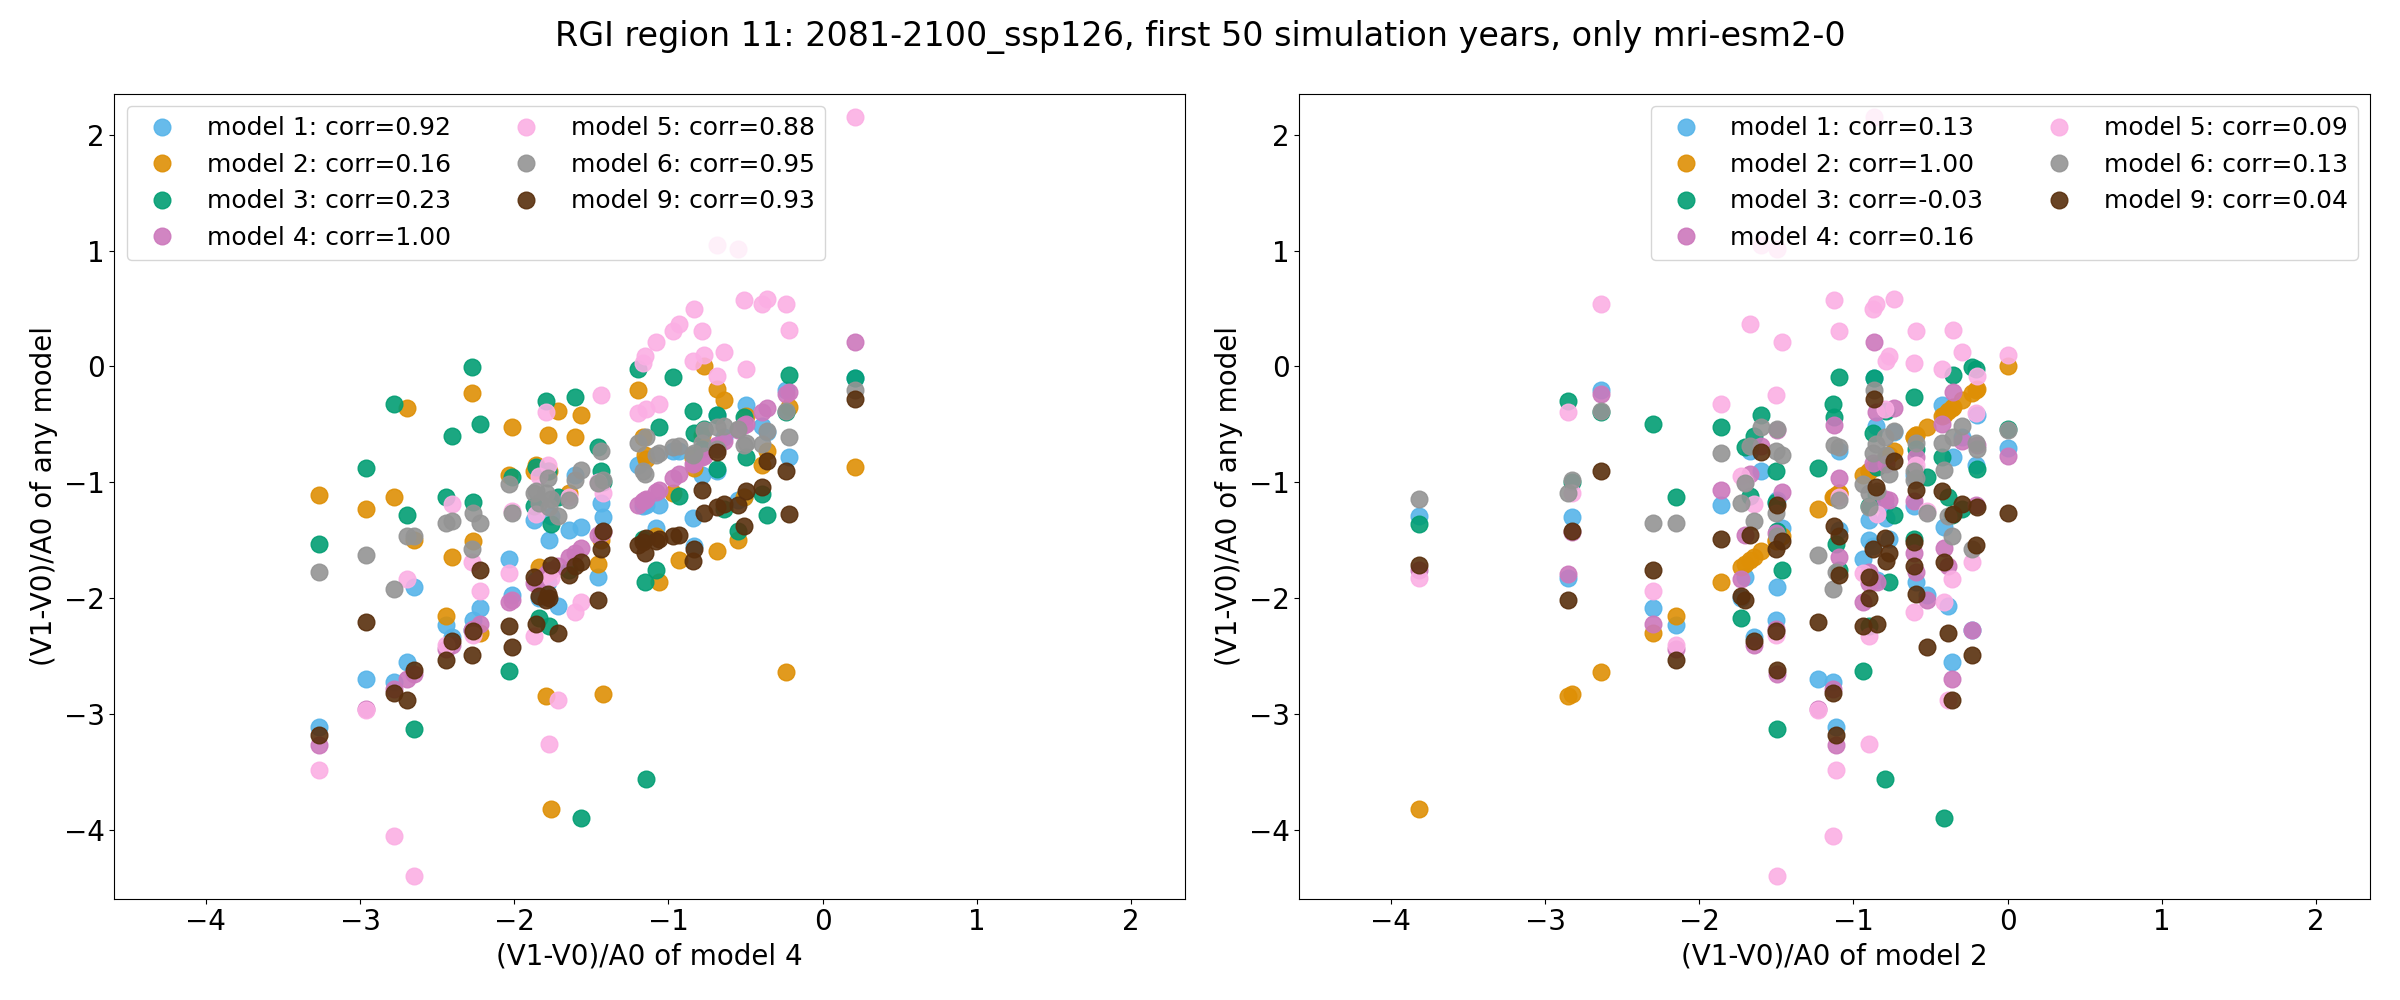 RGI region 11: 2081-2100_ssp126, first 50 simulation years, only mri-esm2-0
model 1: corr=0.92
model 2: corr=0.16
model 3: corr=0.23
model 4: corr=1.00
model 5: corr=0.88
model 6: corr=0.95
model 9: corr=0.93
(V1-V0)/A0 of any model
2
1
0
−1
−2
−3
−4
−4 −3 −2 −1 0 1 2
(V1-V0)/A0 of model 4
model 1: corr=0.13
model 2: corr=1.00
model 3: corr=-0.03
model 4: corr=0.16
model 5: corr=0.09
model 6: corr=0.13
model 9: corr=0.04
(V1-V0)/A0 of any model
2
1
0
−1
−2
−3
−4
−4 −3 −2 −1 0 1 2
(V1-V0)/A0 of model 2